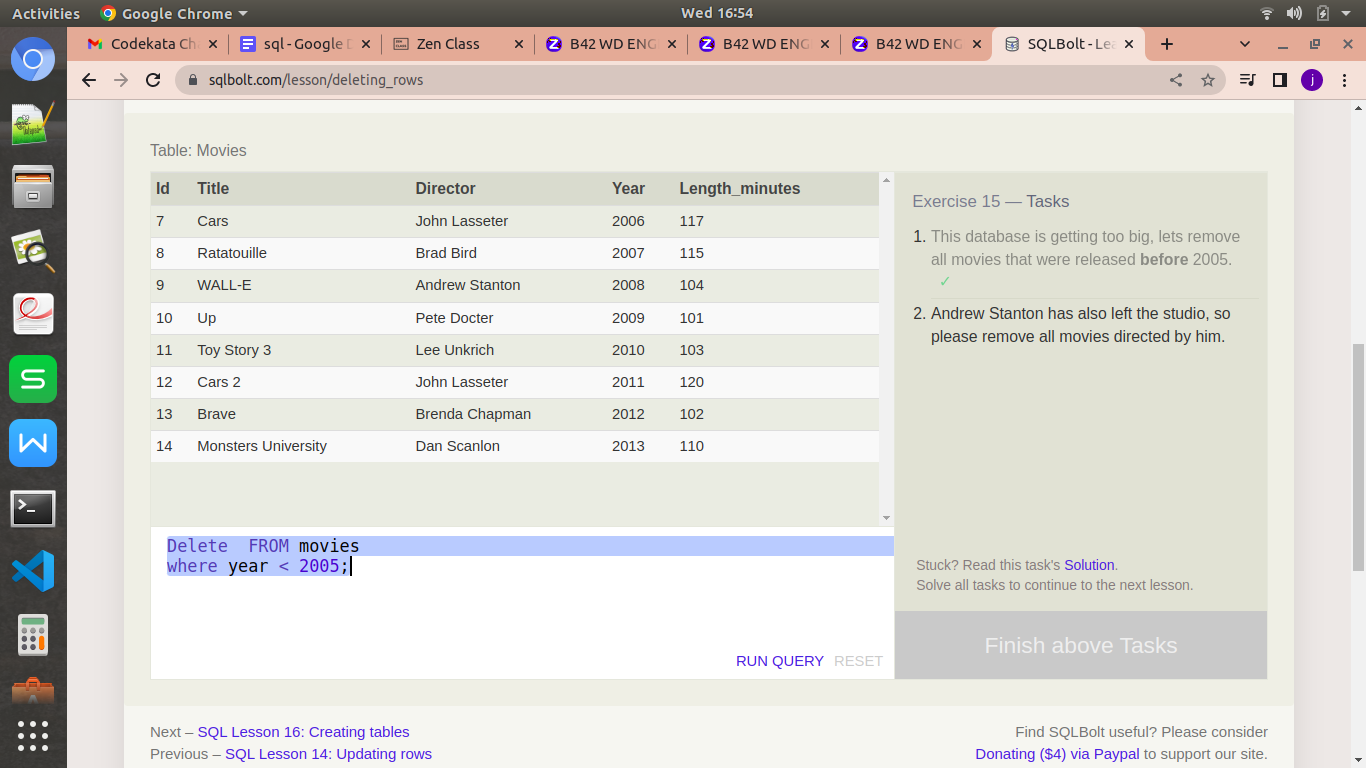 Activities Google Chrome Wed 16:54
Codekata Ch sql - Google D Zen Class B42 WD ENG B42 WD ENG B42 WD ENG SQLBolt - Lea
sqlbolt.com/lesson/deleting_rows j
Table: Movies
Id Title Director Year Length_minutes
7 Cars John Lasseter 2006 117
8 Ratatouille Brad Bird 2007 115
9 WALL-E Andrew Stanton 2008 104
10 Up Pete Docter 2009 101
11 Toy Story 3 Lee Unkrich 2010 103
12 Cars 2 John Lasseter 2011 120
13 Brave Brenda Chapman 2012 102
14 Monsters University Dan Scanlon 2013 110
Delete  FROM movies
where year < 2005;
RUN QUERY RESET
Exercise 15 — Tasks
1. This database is getting too big, lets remove
all movies that were released before 2005.
✓
2. Andrew Stanton has also left the studio, so
please remove all movies directed by him.
Stuck? Read this task's Solution.
Solve all tasks to continue to the next lesson.
Finish above Tasks
Next – SQL Lesson 16: Creating tables
Previous – SQL Lesson 14: Updating rows
Find SQLBolt useful? Please consider
Donating ($4) via Paypal to support our site.